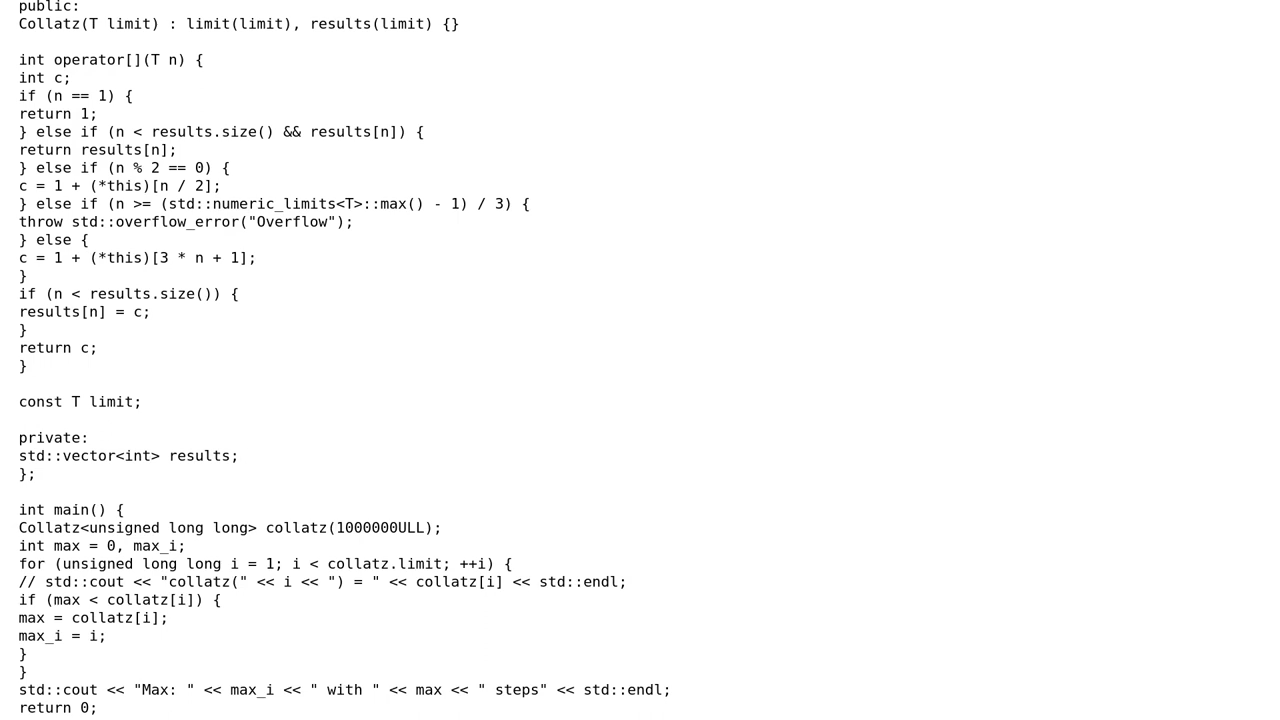 public:
Collatz(T limit) : limit(limit), results(limit) {}

int operator[](T n) {
int c;
if (n == 1) {
return 1;
} else if (n < results.size() && results[n]) {
return results[n];
} else if (n % 2 == 0) {
c = 1 + (*this)[n / 2];
} else if (n >= (std::numeric_limits<T>::max() - 1) / 3) {
throw std::overflow_error("Overflow");
} else {
c = 1 + (*this)[3 * n + 1];
}
if (n < results.size()) {
results[n] = c;
}
return c;
}

const T limit;

private:
std::vector<int> results;
};

int main() {
Collatz<unsigned long long> collatz(1000000ULL);
int max = 0, max_i;
for (unsigned long long i = 1; i < collatz.limit; ++i) {
// std::cout << "collatz(" << i << ") = " << collatz[i] << std::endl;
if (max < collatz[i]) {
max = collatz[i];
max_i = i;
}
}
std::cout << "Max: " << max_i << " with " << max << " steps" << std::endl;
return 0;